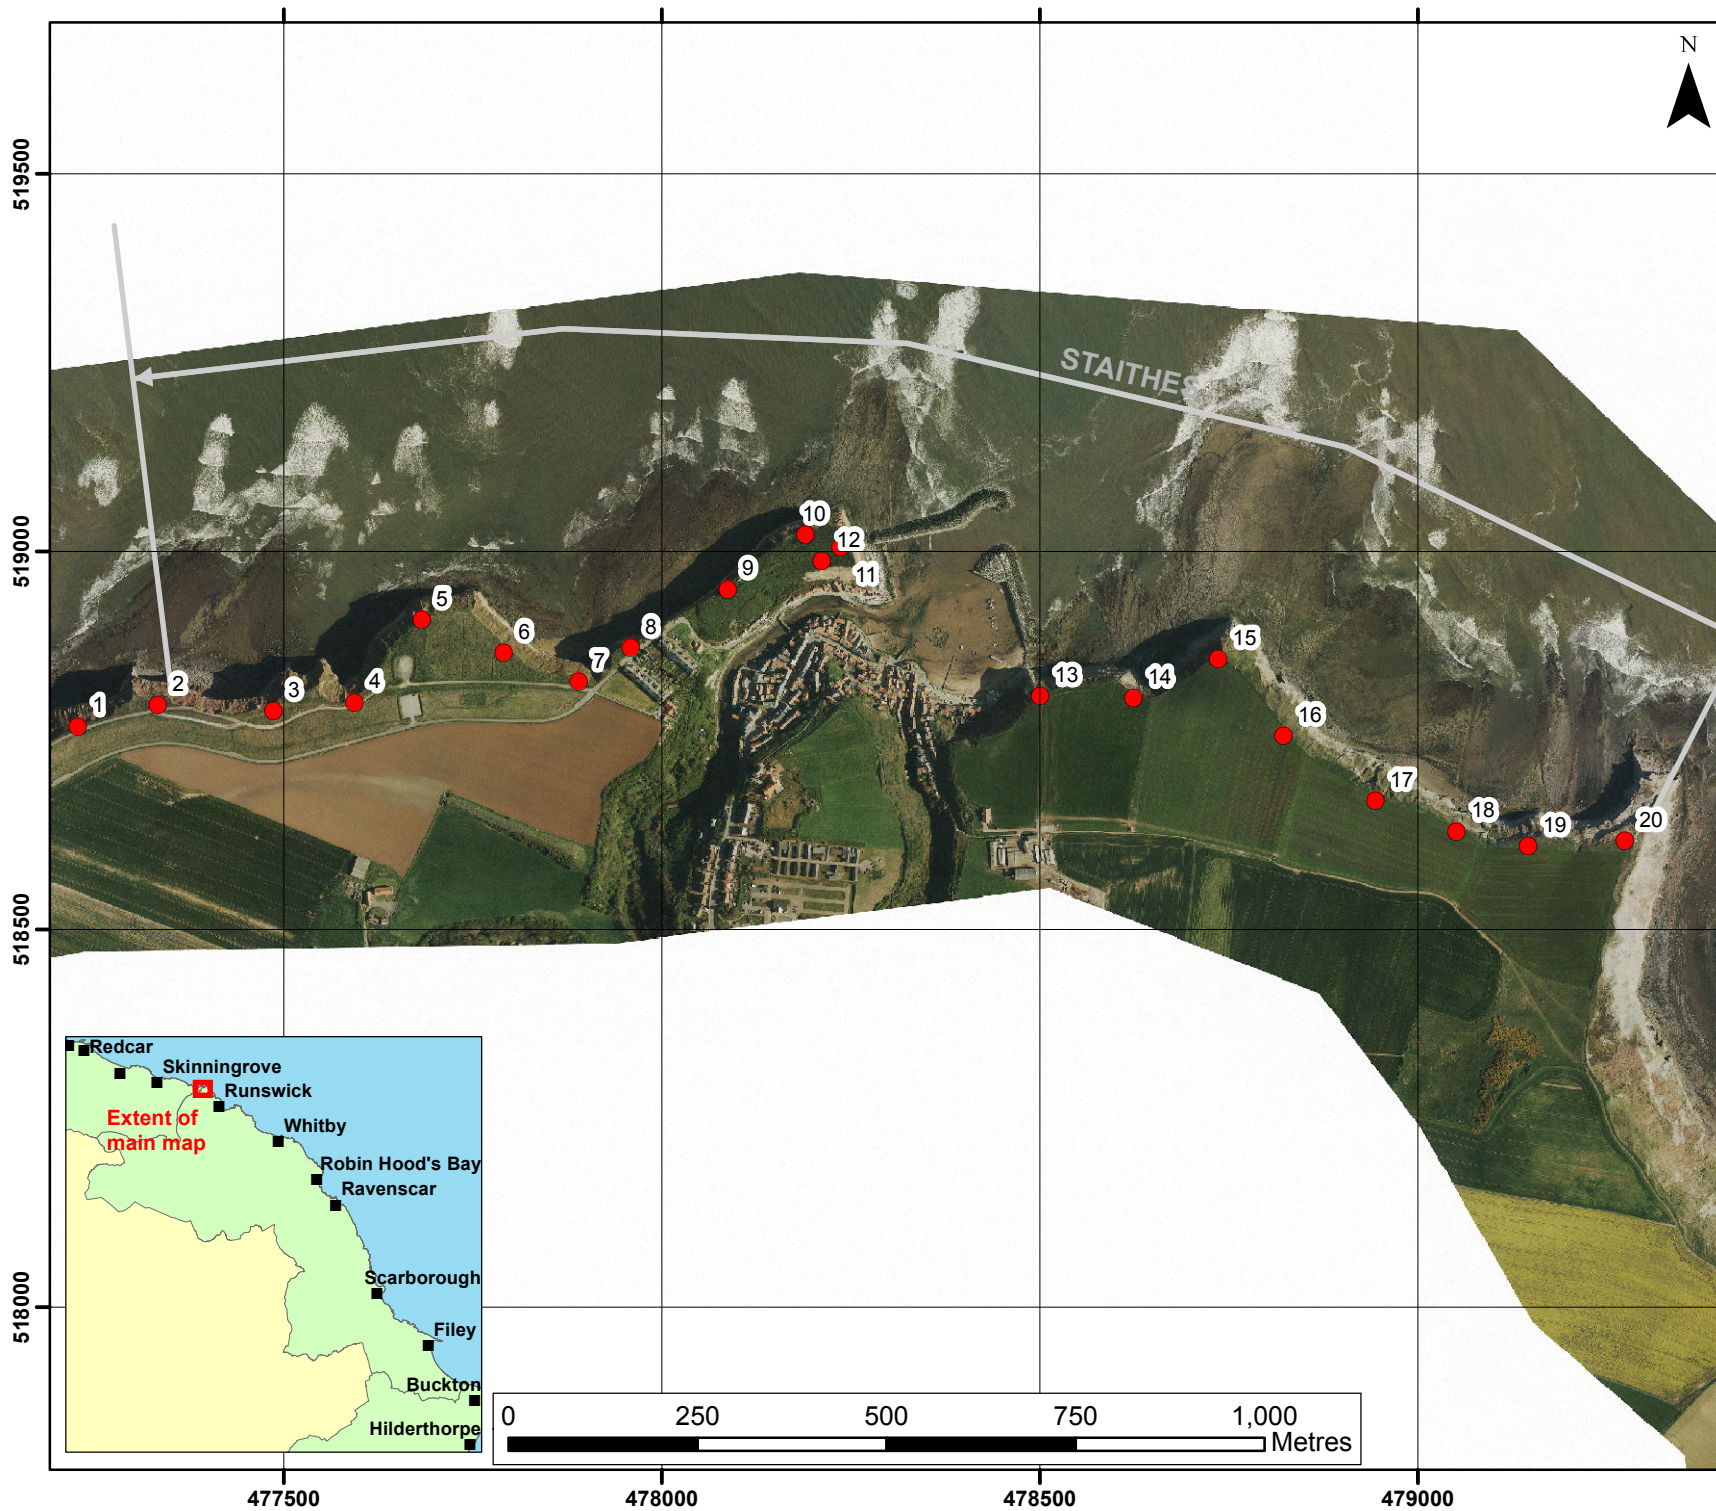 N
519500
519000
518500
518000
STAITHES
1
2
3
4
5
6
7
8
9
10
12
11
13
14
15
16
17
18
19
20
Redcar
Skinningrove
Runswick
Extent of
main map
Whitby
Robin Hood's Bay
Ravenscar
Scarborough
Filey
Buckton
Hilderthorpe
0 250 500 750 1,000
Metres
477500 478000 478500 479000